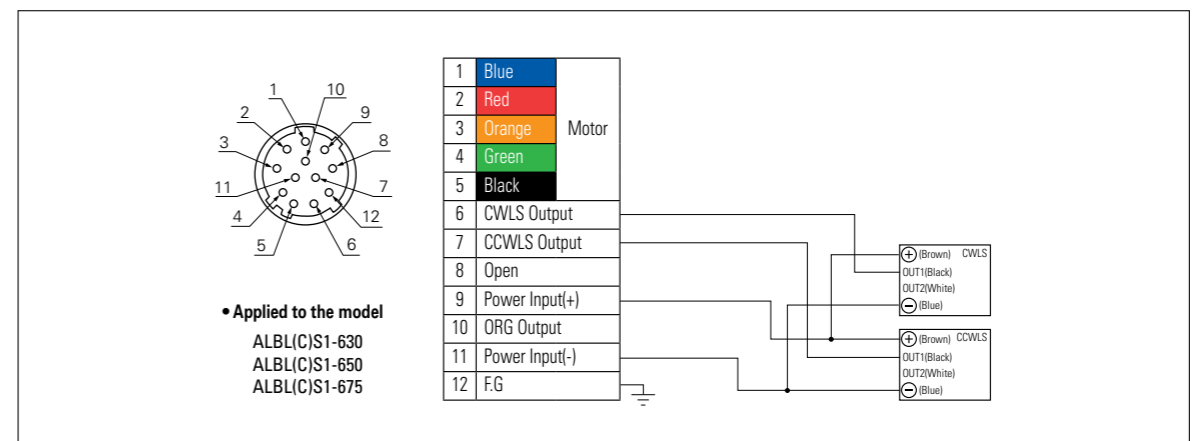 1
10
2
9
3
8
11
7
4
12
5
6
• Applied to the model
ALBL(C)S1-630
ALBL(C)S1-650
ALBL(C)S1-675
1 Blue
2 Red
3 Orange
Motor
4 Green
5 Black
6 CWLS Output
7 CCWLS Output
8 Open
9 Power Input(+)
10 ORG Output
11 Power Input(-)
12 F.G
+ (Brown) CWLS
OUT1(Black)
OUT2(White)
− (Blue)
+ (Brown) CCWLS
OUT1(Black)
OUT2(White)
− (Blue)